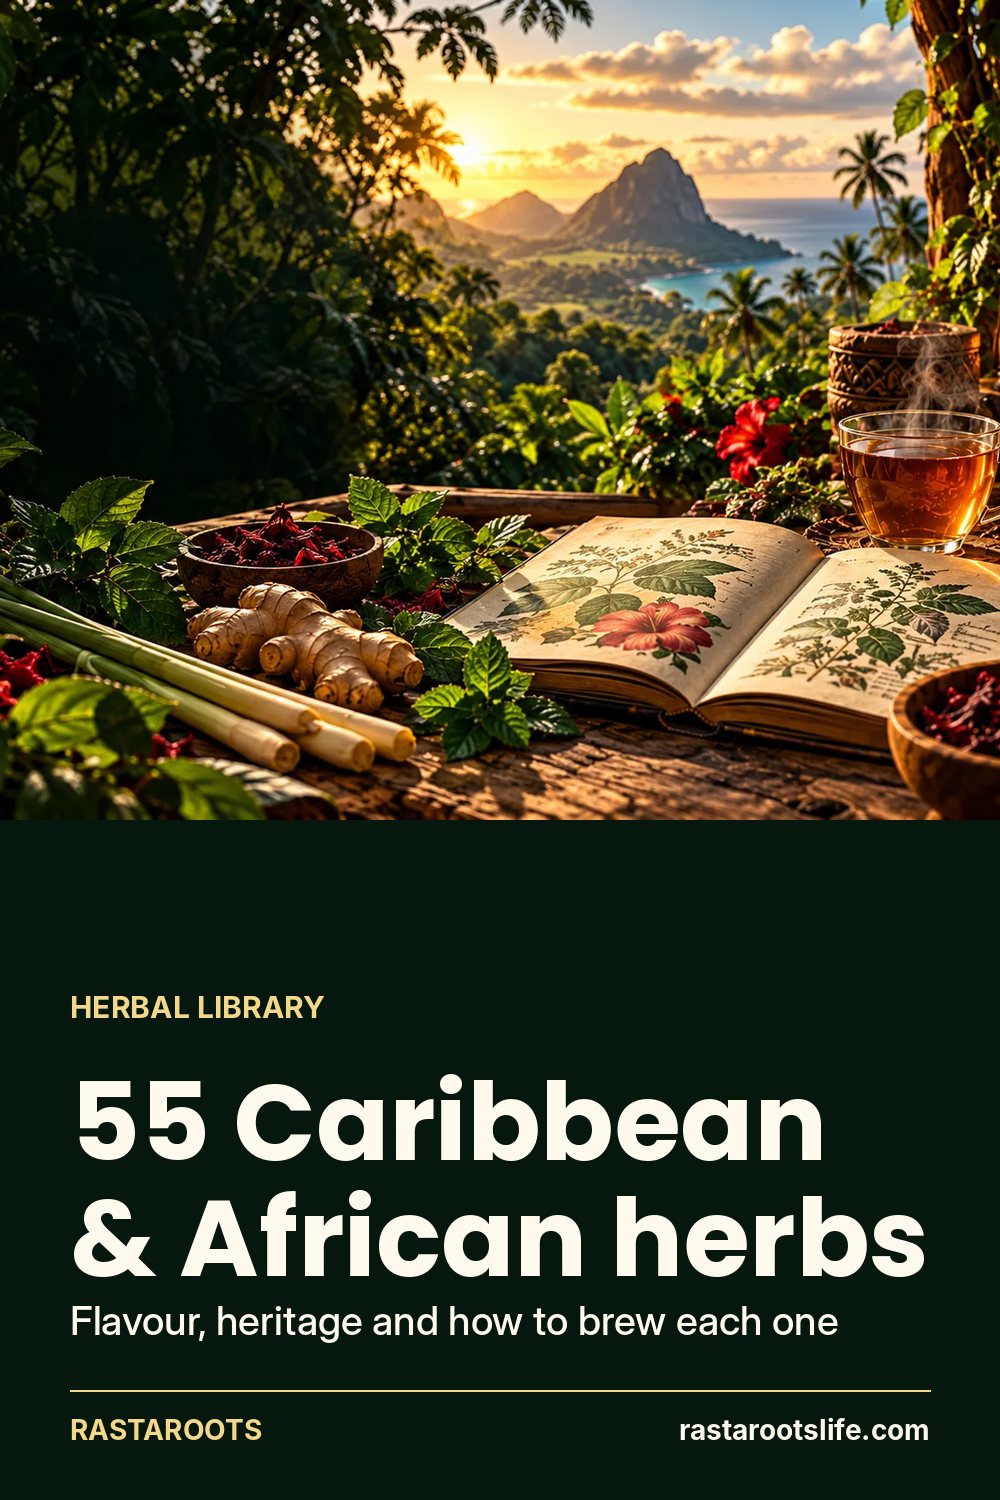 HERBAL LIBRARY
55 Caribbean
& African herbs
Flavour, heritage and how to brew each one
RASTAROOTS
rastarootslife.com